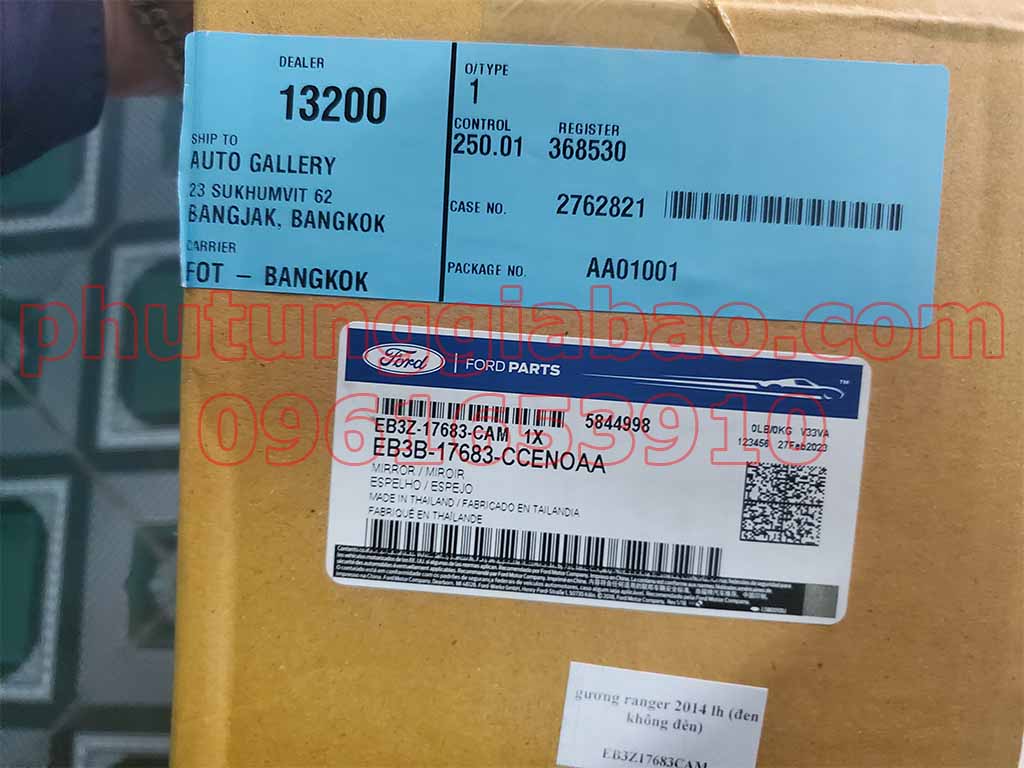 DEALER
13200
SHIP TO
AUTO GALLERY
23 SUKHUMVIT 62
BANGJAK, BANGKOK
CARRIER
FOT – BANGKOK
O/TYPE
1
CONTROL REGISTER
250.01 368530
CASE NO. 2762821
PACKAGE NO. AA01001
phutunggiabao.com
0961653910
Ford FORD PARTS
TM
EB3Z-17683-CAM 1X 5844998
EB3B-17683-CCENOAA
0LB/0KG V33VA
123456 27Feb2023
MIRROR / MIROIR
ESPELHO / ESPEJO
MADE IN THAILAND / FABRICADO EN TAILANDIA
FABRIQUÉ EN THAÏLANDE
gương ranger 2014 lh (đen
không đèn)
EB3Z17683CAM